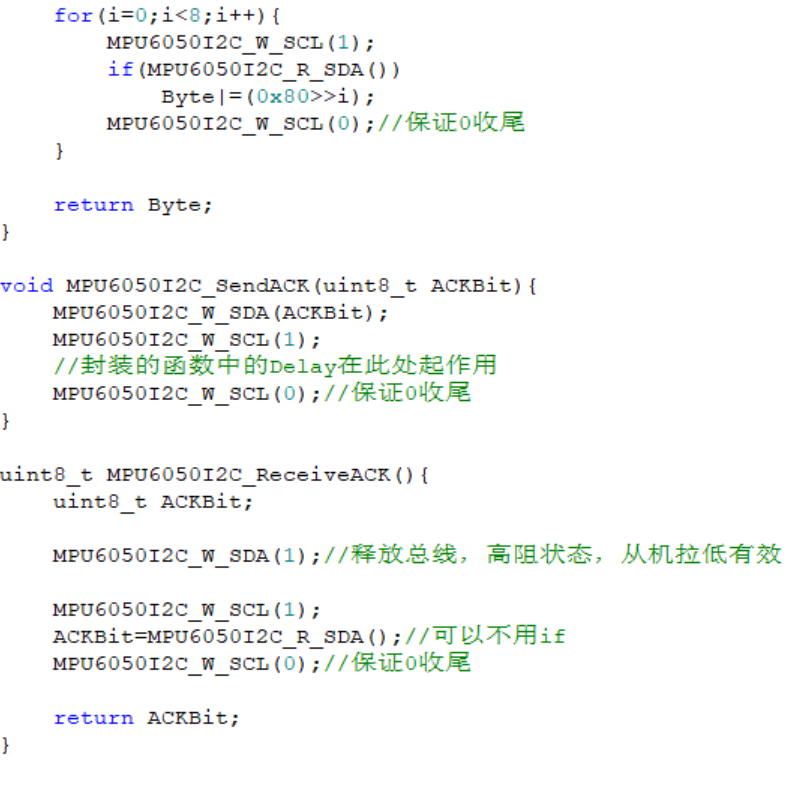 for(i=0;i<8;i++){
MPU6050I2C_W_SCL(1);
if(MPU6050I2C_R_SDA())
Byte|=(0x80>>i);
MPU6050I2C_W_SCL(0);//保证0收尾
}
return Byte;
}
void MPU6050I2C_SendACK(uint8_t ACKBit){
MPU6050I2C_W_SDA(ACKBit);
MPU6050I2C_W_SCL(1);
//封装的函数中的Delay在此处起作用
MPU6050I2C_W_SCL(0);//保证0收尾
}
uint8_t MPU6050I2C_ReceiveACK(){
uint8_t ACKBit;
MPU6050I2C_W_SDA(1);//释放总线，高阻状态，从机拉低有效
MPU6050I2C_W_SCL(1);
ACKBit=MPU6050I2C_R_SDA();//可以不用if
MPU6050I2C_W_SCL(0);//保证0收尾
return ACKBit;
}